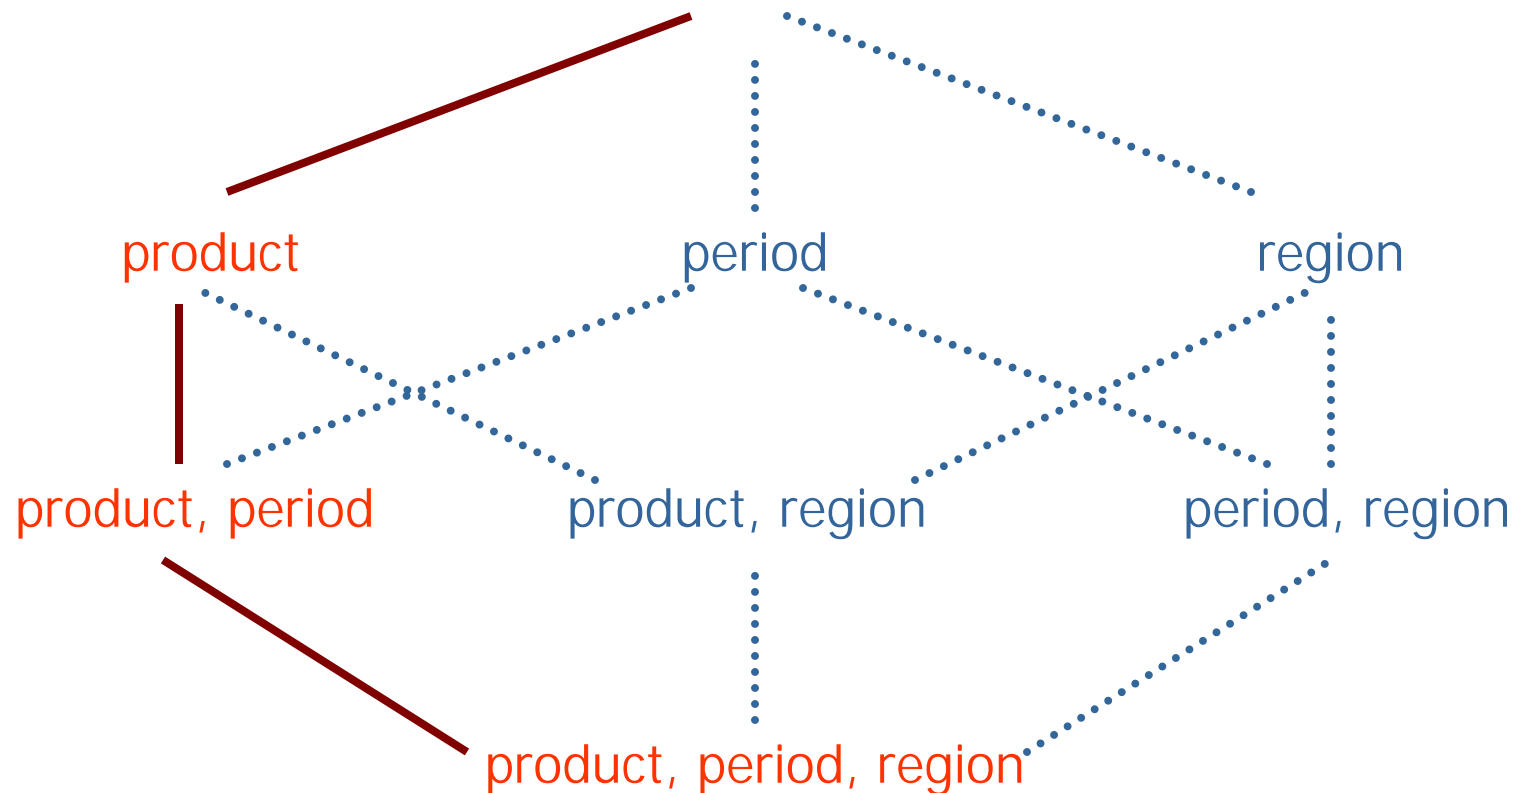 product period region
product, period product, region period, region
product, period, region